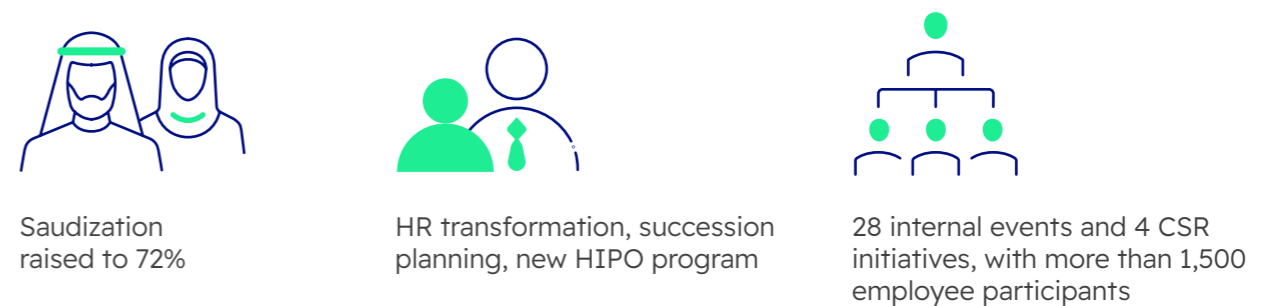 Saudization
raised to 72%
HR transformation, succession
planning, new HIPO program
28 internal events and 4 CSR
initiatives, with more than 1,500
employee participants